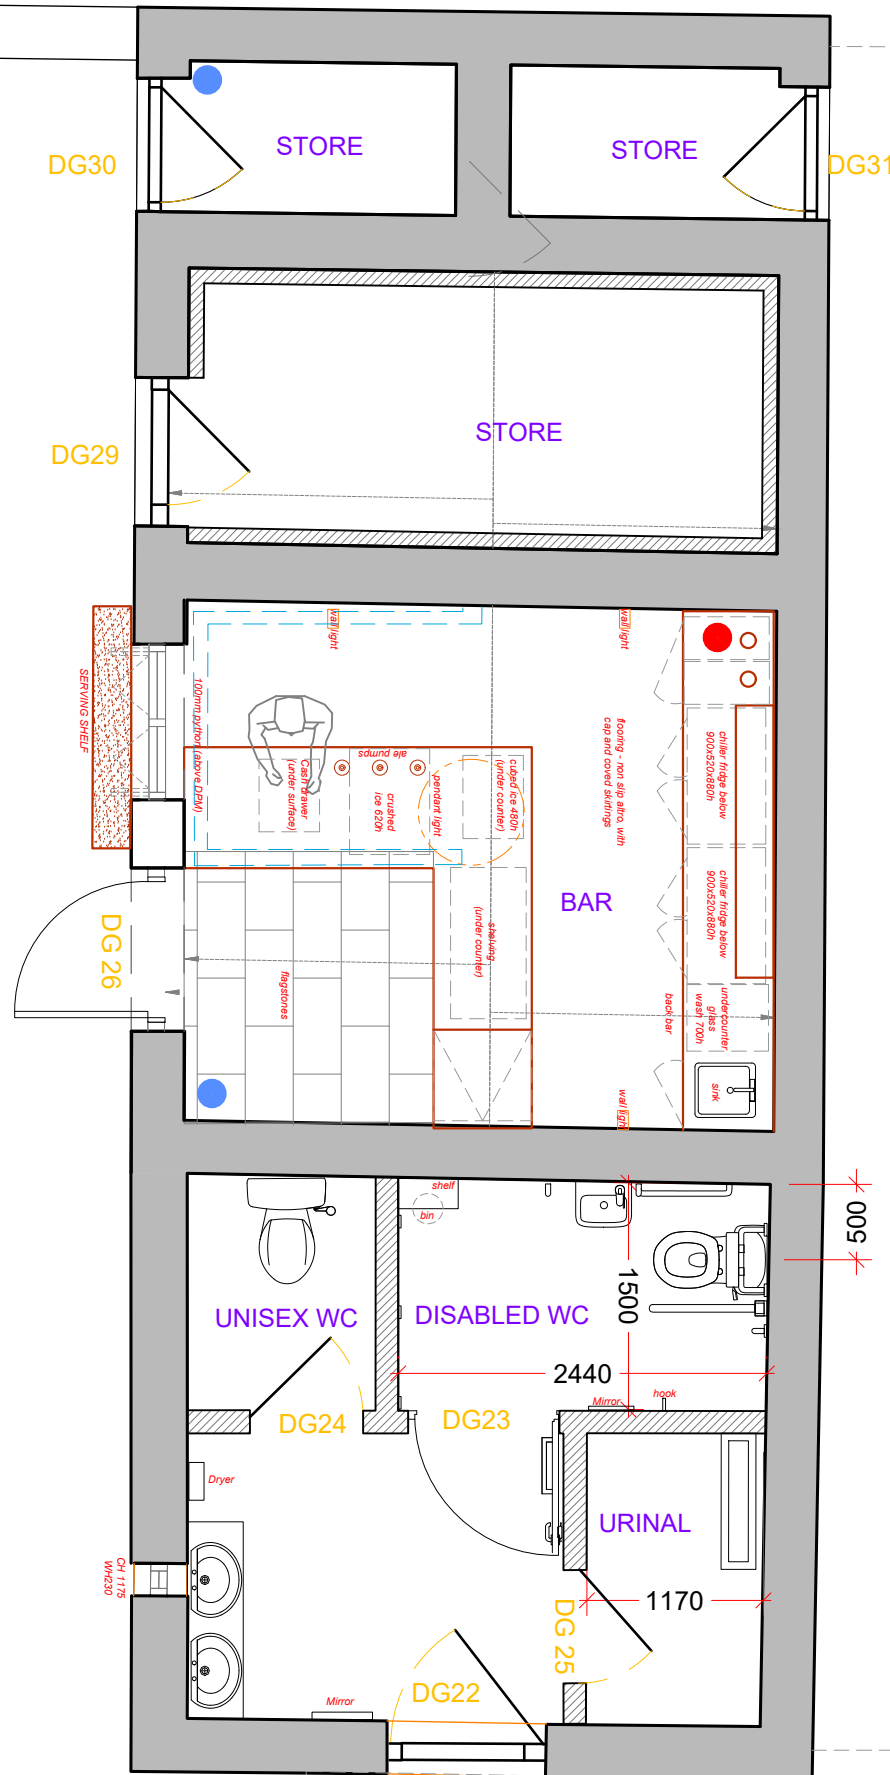 STORE
STORE
DG30
DG31
STORE
DG29
wall light
wall light
SERVING SHELF
100mm python (above DPM)
Cash drawer
(under surface)
ale pumps
crushed
ice 620h
pendant light
cubed ice 480h
(under counter)
flooring - non slip altro, with
cap and coved skirtings
chiller fridge below
900x520x880h
chiller fridge below
900x520x880h
BAR
shelving
(under counter)
DG 26
flagstones
back bar
undercounter
glass
wash 700h
sink
wall light
shelf
bin
500
1500
UNISEX WC
DISABLED WC
2440
Mirror
hook
DG24
DG23
Dryer
URINAL
CH 1175
WH230
1170
DG 25
DG22
Mirror